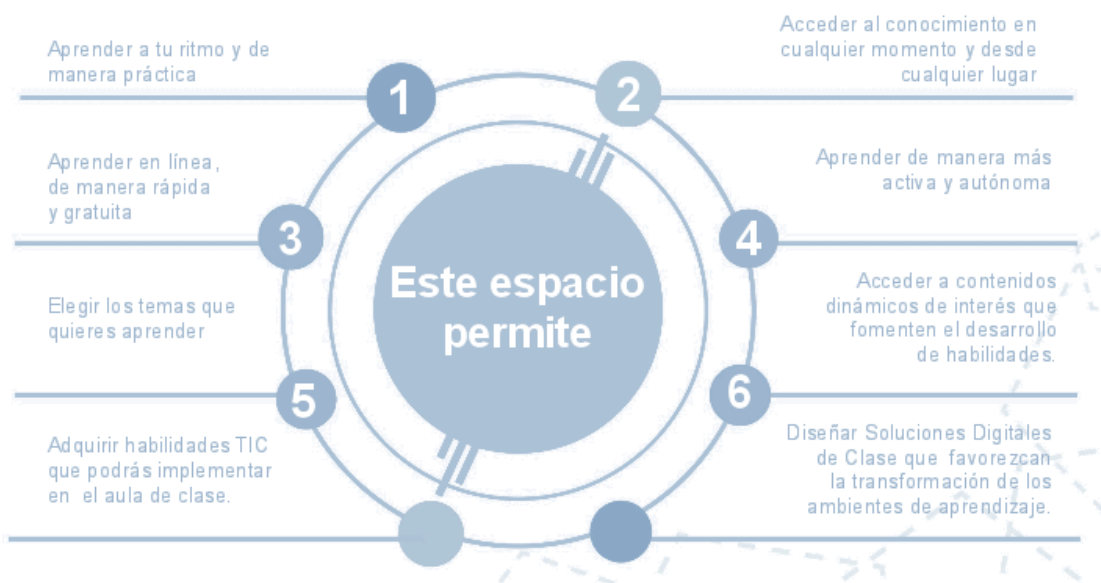 Aprender a tu ritmo y de
manera práctica
1
Acceder al conocimiento en
cualquier momento y desde
cualquier lugar
2
Aprender en línea,
de manera rápida
y gratuita
3
Aprender de manera más
activa y autónoma
4
Este espacio
permite
Elegir los temas que
quieres aprender
5
Acceder a contenidos
dinámicos de interés que
fomenten el desarrollo
de habilidades.
6
Adquirir habilidades TIC
que podrás implementar
en el aula de clase.
Diseñar Soluciones Digitales
de Clase que favorezcan
la transformación de los
ambientes de aprendizaje.